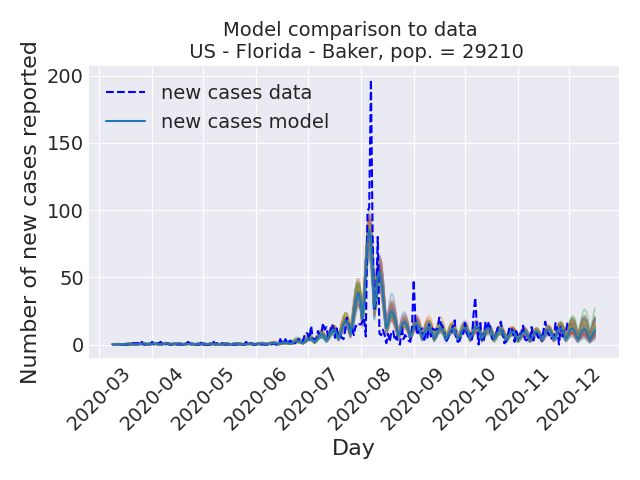 Model comparison to data
US - Florida - Baker, pop. = 29210
Number of new cases reported
200
150
100
50
0
new cases data
new cases model
2020-03
2020-04
2020-05
2020-06
2020-07
2020-08
2020-09
2020-10
2020-11
2020-12
Day